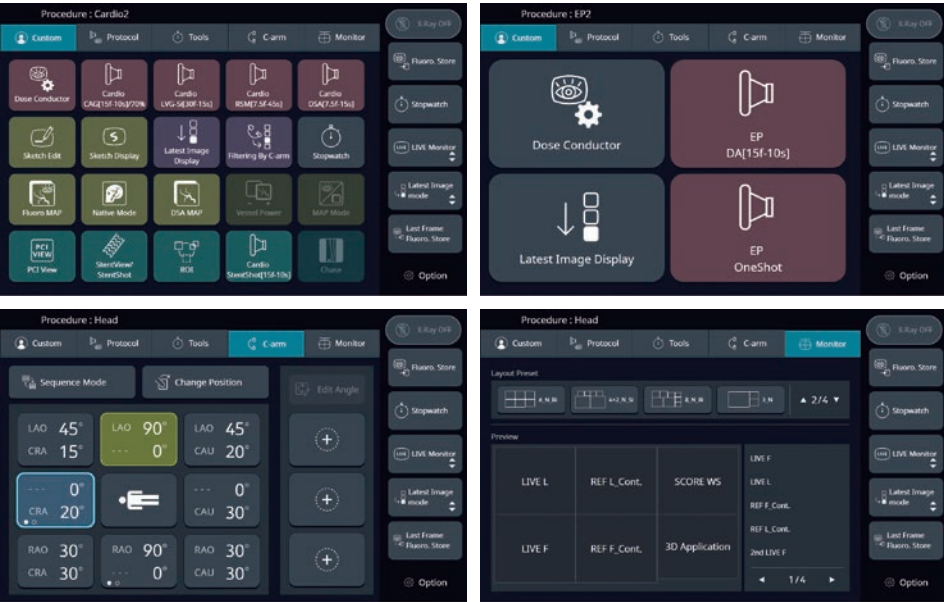 Procedure : Cardio2
X-Ray OFF
Custom
Protocol
Tools
C-arm
Monitor
Dose Conductor
Cardio
CAG[15f-10s]/70%
Cardio
LVG-St[30f-15s]
Cardio
RSM[7.5f-45s]
Cardio
DSA[7.5f-15s]
Sketch Edit
Sketch Display
Latest Image
Display
Filtering By C-arm
Stopwatch
Fluoro MAP
Native Mode
DSA MAP
Vessel Power
MAP Mode
PCI
VIEW
PCI View
StentView/
StentShot
ROI
Cardio
StentShot[15f-10s]
Chase
Fluoro. Store
Stopwatch
LIVE
LIVE Monitor
Latest Image
mode
Last Frame
Fluoro. Store
Option
Procedure : EP2
X-Ray OFF
Custom
Protocol
Tools
C-arm
Monitor
Dose Conductor
EP
DA[15f-10s]
Latest Image Display
EP
OneShot
Fluoro. Store
Stopwatch
LIVE
LIVE Monitor
Latest Image
mode
Last Frame
Fluoro. Store
Option
Procedure : Head
X-Ray OFF
Custom
Protocol
Tools
C-arm
Monitor
Sequence Mode
Change Position
Edit Angle
LAO 45°
CRA 15°
LAO 90°
--- 0°
LAO 45°
CAU 20°
--- 0°
CRA 20°
--- 0°
CAU 30°
RAO 30°
CRA 30°
RAO 90°
--- 0°
RAO 30°
CAU 30°
Fluoro. Store
Stopwatch
LIVE
LIVE Monitor
Latest Image
mode
Last Frame
Fluoro. Store
Option
Procedure : Head
X-Ray OFF
Custom
Protocol
Tools
C-arm
Monitor
Layout Preset
2/4
Preview
LIVE L
REF L_Cont.
SCORE WS
LIVE F
REF F_Cont.
3D Application
LIVE F
LIVE L
REF F_Cont.
REF L_Cont.
2nd LIVE F
1/4
Fluoro. Store
Stopwatch
LIVE
LIVE Monitor
Latest Image
mode
Last Frame
Fluoro. Store
Option